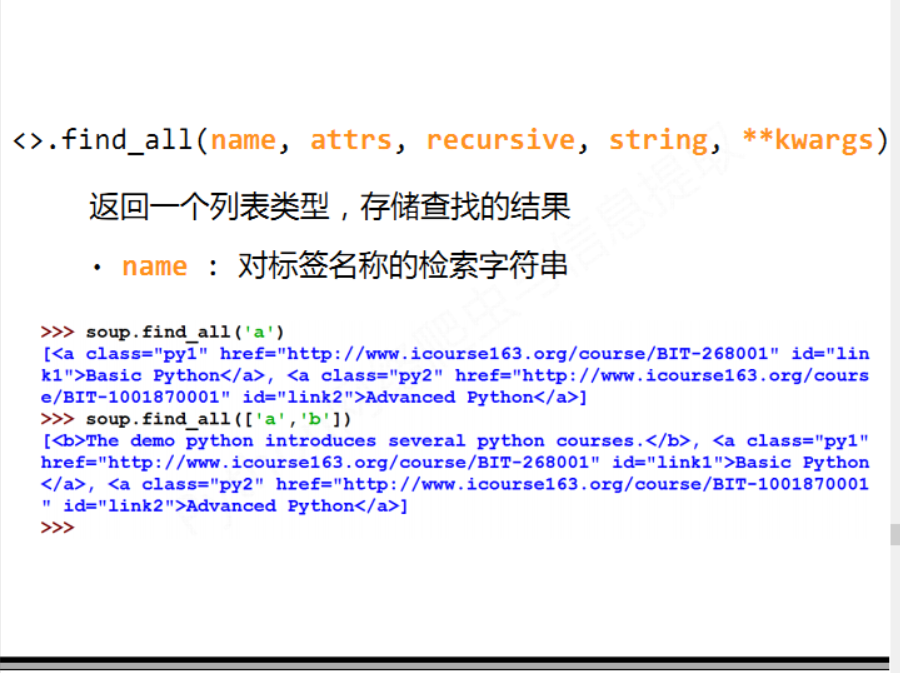 <>.find_all(name, attrs, recursive, string, **kwargs)
返回一个列表类型，存储查找的结果
• name : 对标签名称的检索字符串
>>> soup.find_all('a')
[<a class="py1" href="http://www.icourse163.org/course/BIT-268001" id="lin
k1">Basic Python</a>, <a class="py2" href="http://www.icourse163.org/cours
e/BIT-1001870001" id="link2">Advanced Python</a>]
>>> soup.find_all(['a','b'])
[<b>The demo python introduces several python courses.</b>, <a class="py1"
href="http://www.icourse163.org/course/BIT-268001" id="link1">Basic Python
</a>, <a class="py2" href="http://www.icourse163.org/course/BIT-1001870001
" id="link2">Advanced Python</a>]
>>>